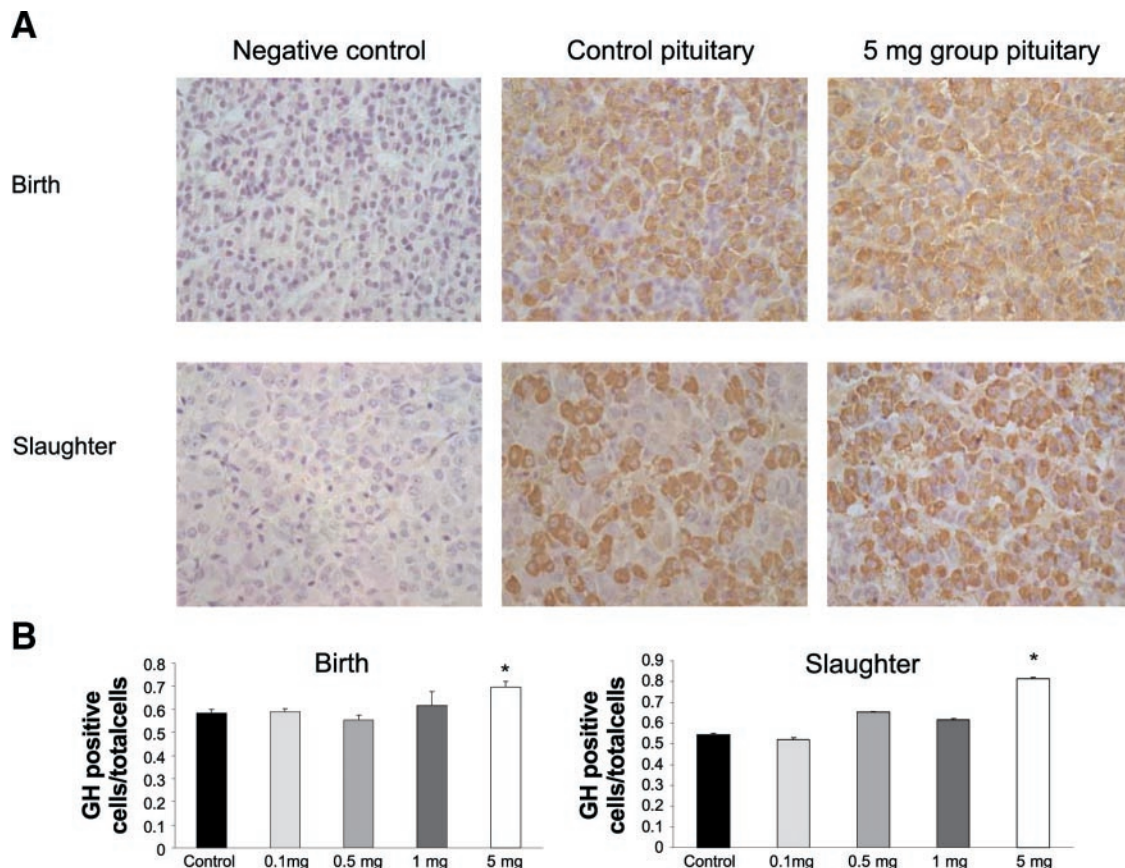 A
Negative control
Control pituitary
5 mg group pituitary
Birth
Slaughter
B
Birth
GH positive
cells/totalcells
0.8
0.7
0.6
0.5
0.4
0.3
0.2
0.1
0
*
Control
0.1mg
0.5 mg
1 mg
5 mg
Slaughter
GH positive
cells/totalcells
0.9
0.8
0.7
0.6
0.5
0.4
0.3
0.2
0.1
0
*
Control
0.1mg
0.5 mg
1 mg
5 mg